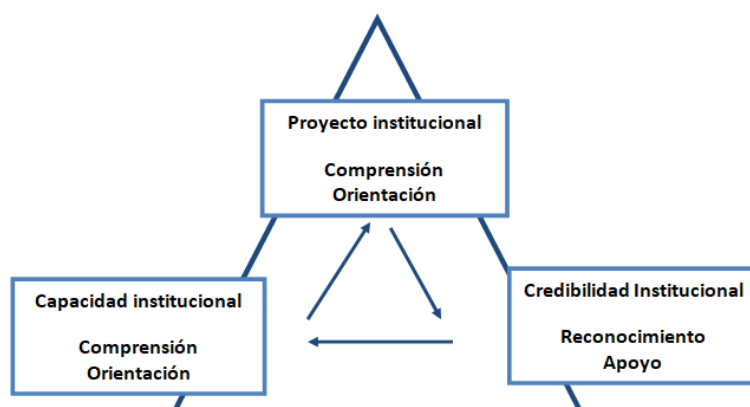 Proyecto institucional
Comprensión
Orientación
Capacidad institucional
Comprensión
Orientación
Credibilidad Institucional
Reconocimiento
Apoyo